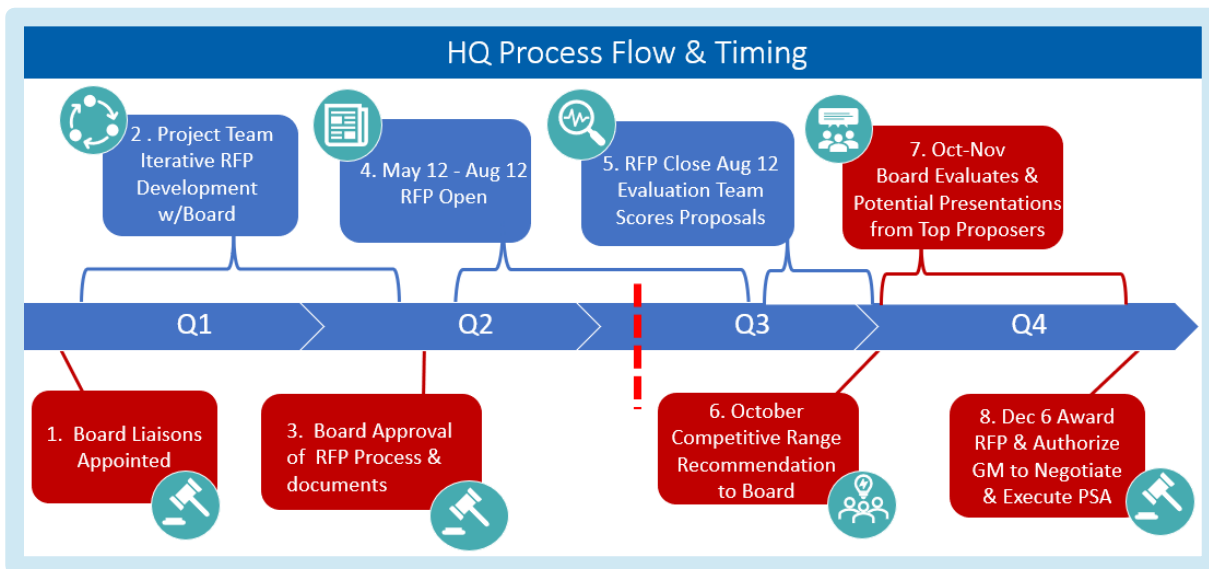 HQ Process Flow & Timing
2 . Project Team
Iterative RFP
Development
w/Board
4. May 12 - Aug 12
RFP Open
5. RFP Close Aug 12
Evaluation Team
Scores Proposals
7. Oct-Nov
Board Evaluates &
Potential Presentations
from Top Proposers
Q1
Q2
Q3
Q4
1. Board Liaisons
Appointed
3. Board Approval
of RFP Process &
documents
6. October
Competitive Range
Recommendation
to Board
8. Dec 6 Award
RFP & Authorize
GM to Negotiate
& Execute PSA